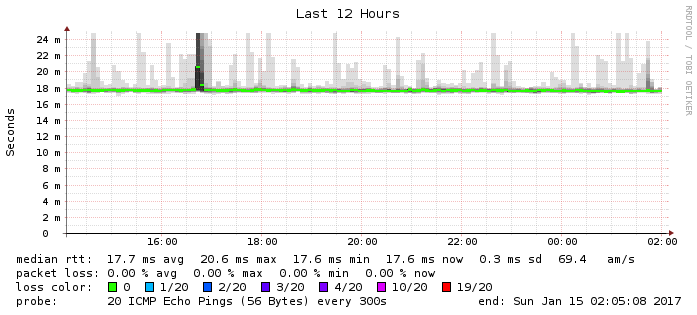 Last 12 Hours
RRDTOOL / TOBI OETIKER
Seconds
24 m
22 m
20 m
18 m
16 m
14 m
12 m
10 m
8 m
6 m
4 m
2 m
0
16:00 18:00 20:00 22:00 00:00 02:00
median rtt: 17.7 ms avg 20.6 ms max 17.6 ms min 17.6 ms now 0.3 ms sd 69.4 am/s
packet loss: 0.00 % avg 0.00 % max 0.00 % min 0.00 % now
loss color: 0 1/20 2/20 3/20 4/20 10/20 19/20
probe: 20 ICMP Echo Pings (56 Bytes) every 300s end: Sun Jan 15 02:05:08 2017